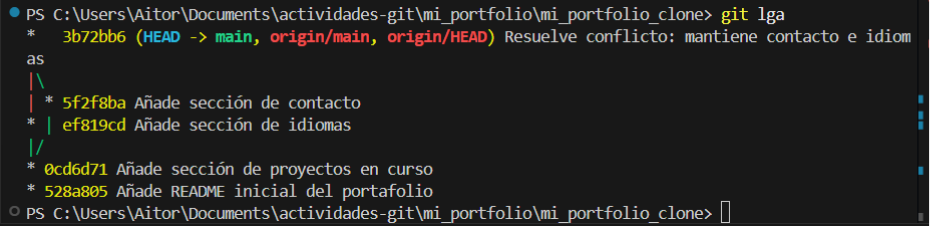 PS C:\Users\Aitor\Documents\actividades-git\mi_portfolio\mi_portfolio_clone> git lga
*   3b72bb6 (HEAD -> main, origin/main, origin/HEAD) Resuelve conflicto: mantiene contacto e idiom
as
|\
| * 5f2f8ba Añade sección de contacto
* | ef819cd Añade sección de idiomas
|/
* 0cd6d71 Añade sección de proyectos en curso
* 528a805 Añade README inicial del portafolio
PS C:\Users\Aitor\Documents\actividades-git\mi_portfolio\mi_portfolio_clone>